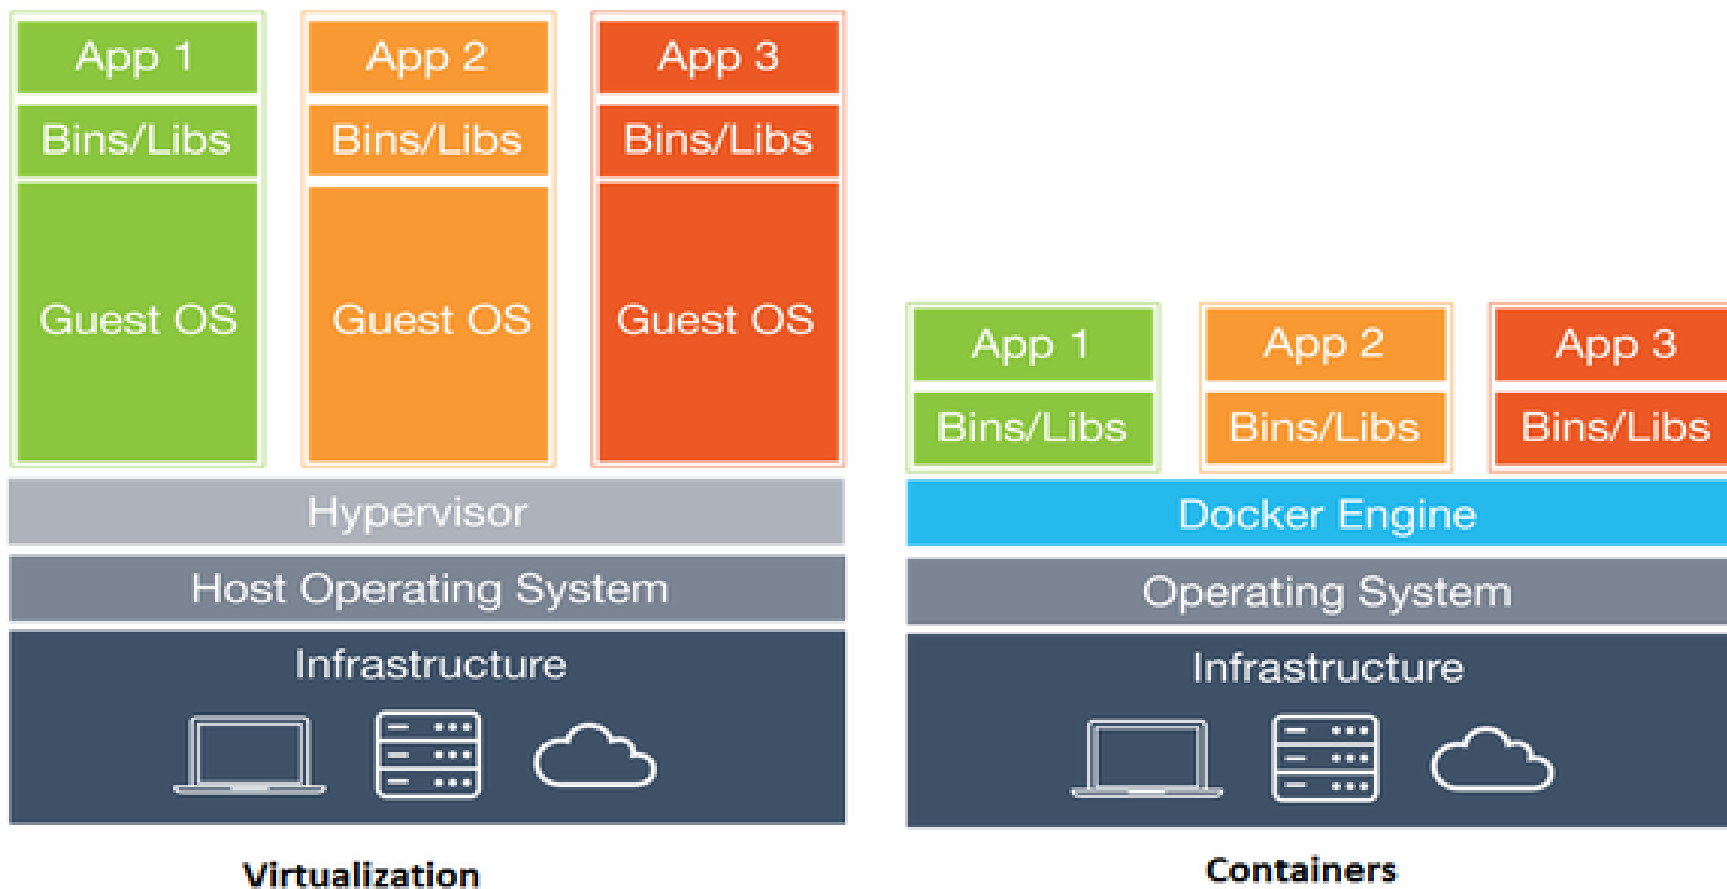 App 1
App 2
App 3
Bins/Libs
Bins/Libs
Bins/Libs
Guest OS
Guest OS
Guest OS
Hypervisor
Host Operating System
Infrastructure
Virtualization
App 1
App 2
App 3
Bins/Libs
Bins/Libs
Bins/Libs
Docker Engine
Operating System
Infrastructure
Containers